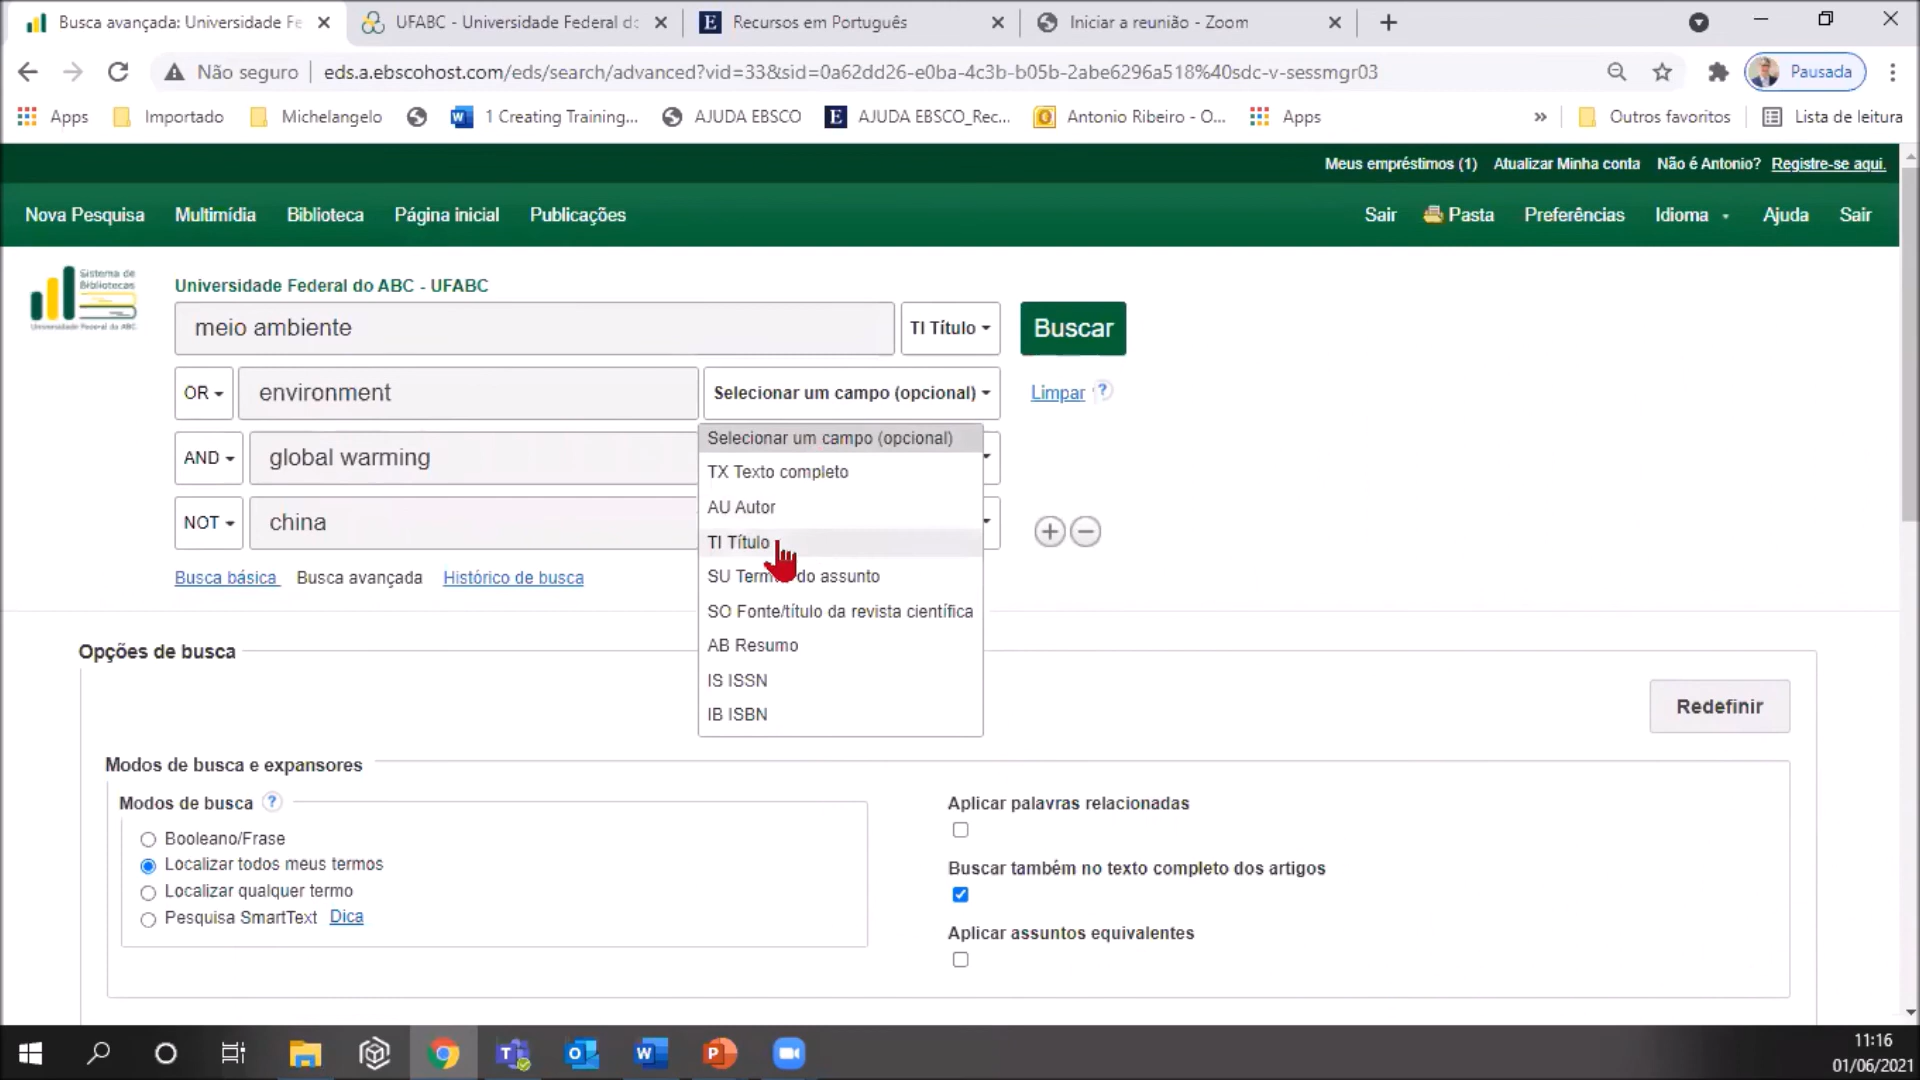 Busca avançada: Universidade Fe
UFABC - Universidade Federal do
Recursos em Português
Iniciar a reunião - Zoom
Não seguro
eds.a.ebscohost.com/eds/search/advanced?vid=33&sid=0a62dd26-e0ba-4c3b-b05b-2abe6296a518%40sdc-v-sessmgr03
Pausada
Apps
Importado
Michelangelo
1 Creating Training...
AJUDA EBSCO
AJUDA EBSCO_Rec...
Antonio Ribeiro - O...
Apps
»
Outros favoritos
Lista de leitura
Meus empréstimos (1) Atualizar Minha conta Não é Antonio? Registre-se aqui.
Nova Pesquisa Multimídia Biblioteca Página inicial Publicações
Sair Pasta Preferências Idioma Ajuda Sair
Sistema de
Bibliotecas
Universidade Federal do ABC
Universidade Federal do ABC - UFABC
meio ambiente
TI Título
Buscar
OR
environment
Selecionar um campo (opcional)
Limpar ?
AND
global warming
NOT
china
Selecionar um campo (opcional)
TX Texto completo
AU Autor
TI Título
SU do assunto
SO Fonte/título da revista científica
AB Resumo
IS ISSN
IB ISBN
Busca básica Busca avançada Histórico de busca
Opções de busca
Redefinir
Modos de busca e expansores
Modos de busca ?
Booleano/Frase
Localizar todos meus termos
Localizar qualquer termo
Pesquisa SmartText Dica
Aplicar palavras relacionadas
Buscar também no texto completo dos artigos
Aplicar assuntos equivalentes
11:16
01/06/2021